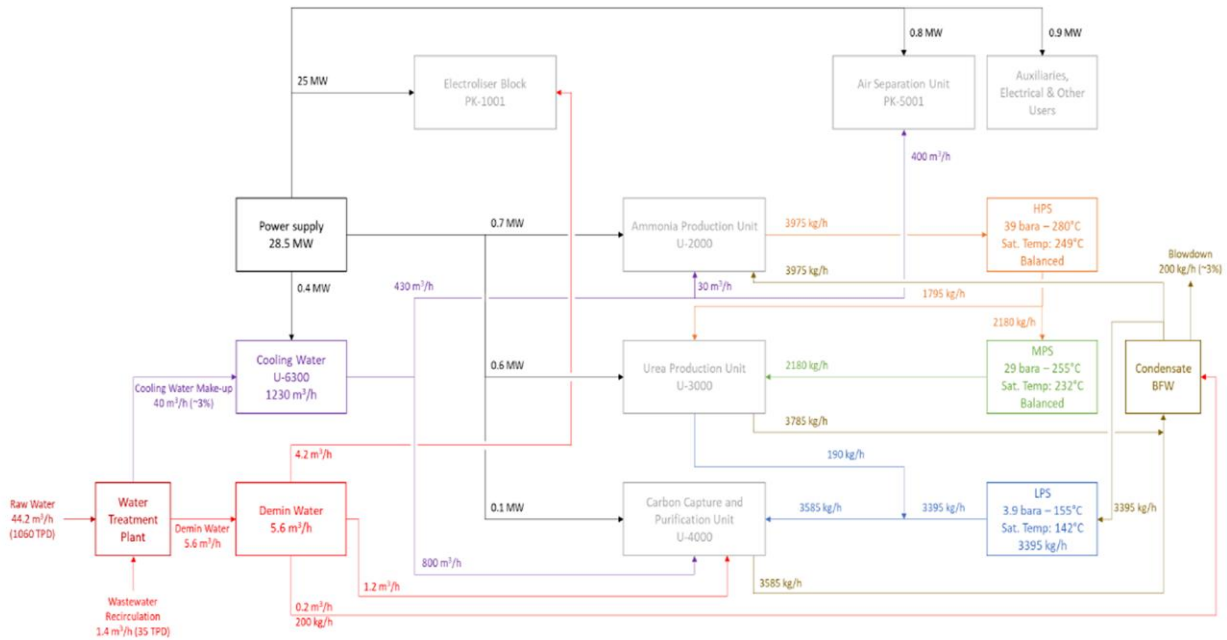 0.8 MW
0.9 MW
25 MW
Electroliser Block
PK-1001
Air Separation Unit
PK-5001
Auxiliaries,
Electrical & Other
Users
400 m³/h
Power supply
28.5 MW
0.7 MW
Ammonia Production Unit
U-2000
3975 kg/h
HPS
39 bara – 280°C
Sat. Temp: 249°C
Balanced
Blowdown
200 kg/h (~3%)
3975 kg/h
0.4 MW
430 m³/h
30 m³/h
1795 kg/h
2180 kg/h
Cooling Water
U-6300
1230 m³/h
Cooling Water Make-up
40 m³/h (~3%)
0.6 MW
Urea Production Unit
U-3000
2180 kg/h
MPS
29 bara – 255°C
Sat. Temp: 232°C
Balanced
Condensate
BFW
3785 kg/h
4.2 m³/h
190 kg/h
Raw Water
44.2 m³/h
(1060 TPD)
Water
Treatment
Plant
Demin Water
5.6 m³/h
Demin Water
5.6 m³/h
0.1 MW
Carbon Capture and
Purification Unit
U-4000
3585 kg/h
3395 kg/h
LPS
3.9 bara – 155°C
Sat. Temp: 142°C
3395 kg/h
3395 kg/h
800 m³/h
1.2 m³/h
3585 kg/h
Wastewater
Recirculation
1.4 m³/h (35 TPD)
0.2 m³/h
200 kg/h